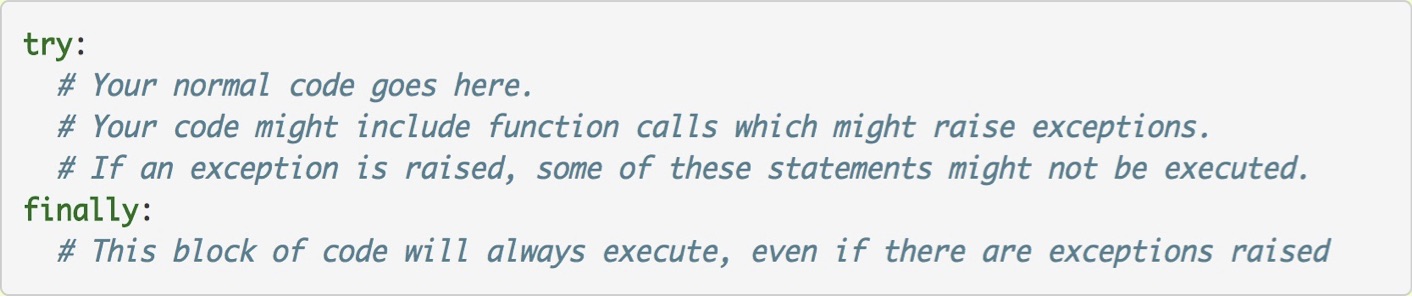 try:
  # Your normal code goes here.
  # Your code might include function calls which might raise exceptions.
  # If an exception is raised, some of these statements might not be executed.
finally:
  # This block of code will always execute, even if there are exceptions raised